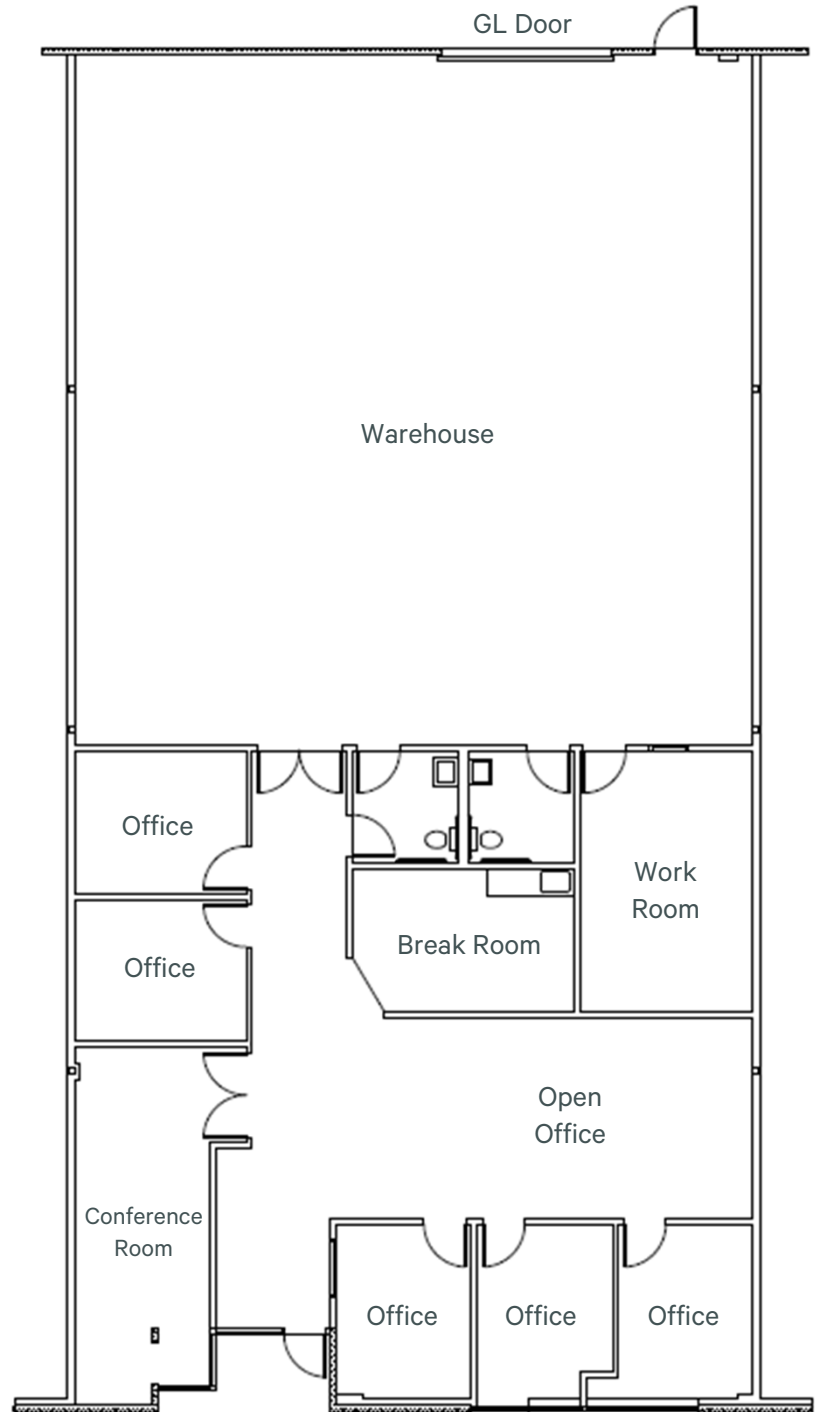 GL Door
Warehouse
Office
Work
Room
Break Room
Office
Open
Office
Conference
Room
Office
Office
Office